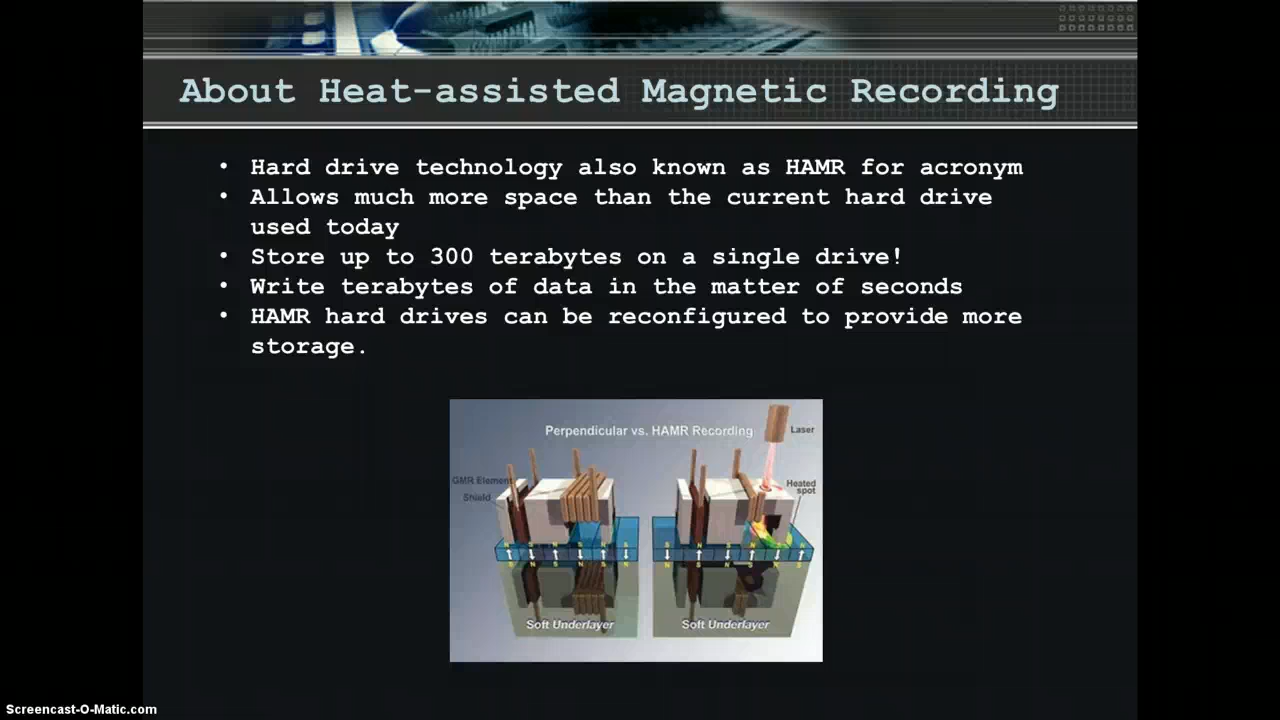 About Heat-assisted Magnetic Recording
• Hard drive technology also known as HAMR for acronym
• Allows much more space than the current hard drive
used today
• Store up to 300 terabytes on a single drive!
• Write terabytes of data in the matter of seconds
• HAMR hard drives can be reconfigured to provide more
storage.
Perpendicular vs. HAMR Recording
Laser
GMR Element
Shield
Heated
spot
N S N S N S
S N S N S N
S N S N S N
N S N S N S
Soft Underlayer
Soft Underlayer
Screencast-O-Matic.com